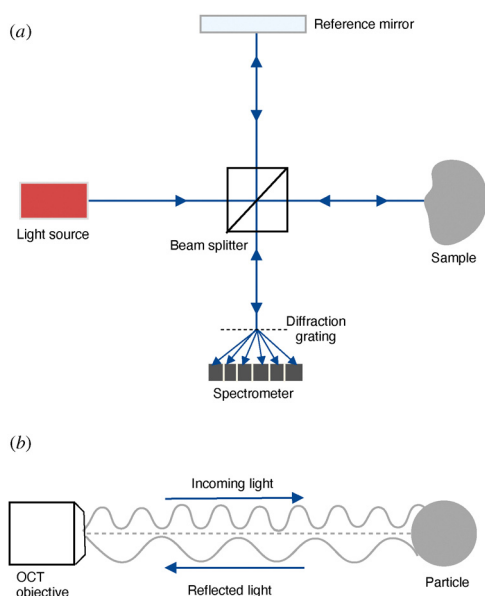 (a)
Reference mirror
Light source
Beam splitter
Sample
Diffraction
grating
Spectrometer
(b)
Incoming light
OCT
objective
Reflected light
Particle